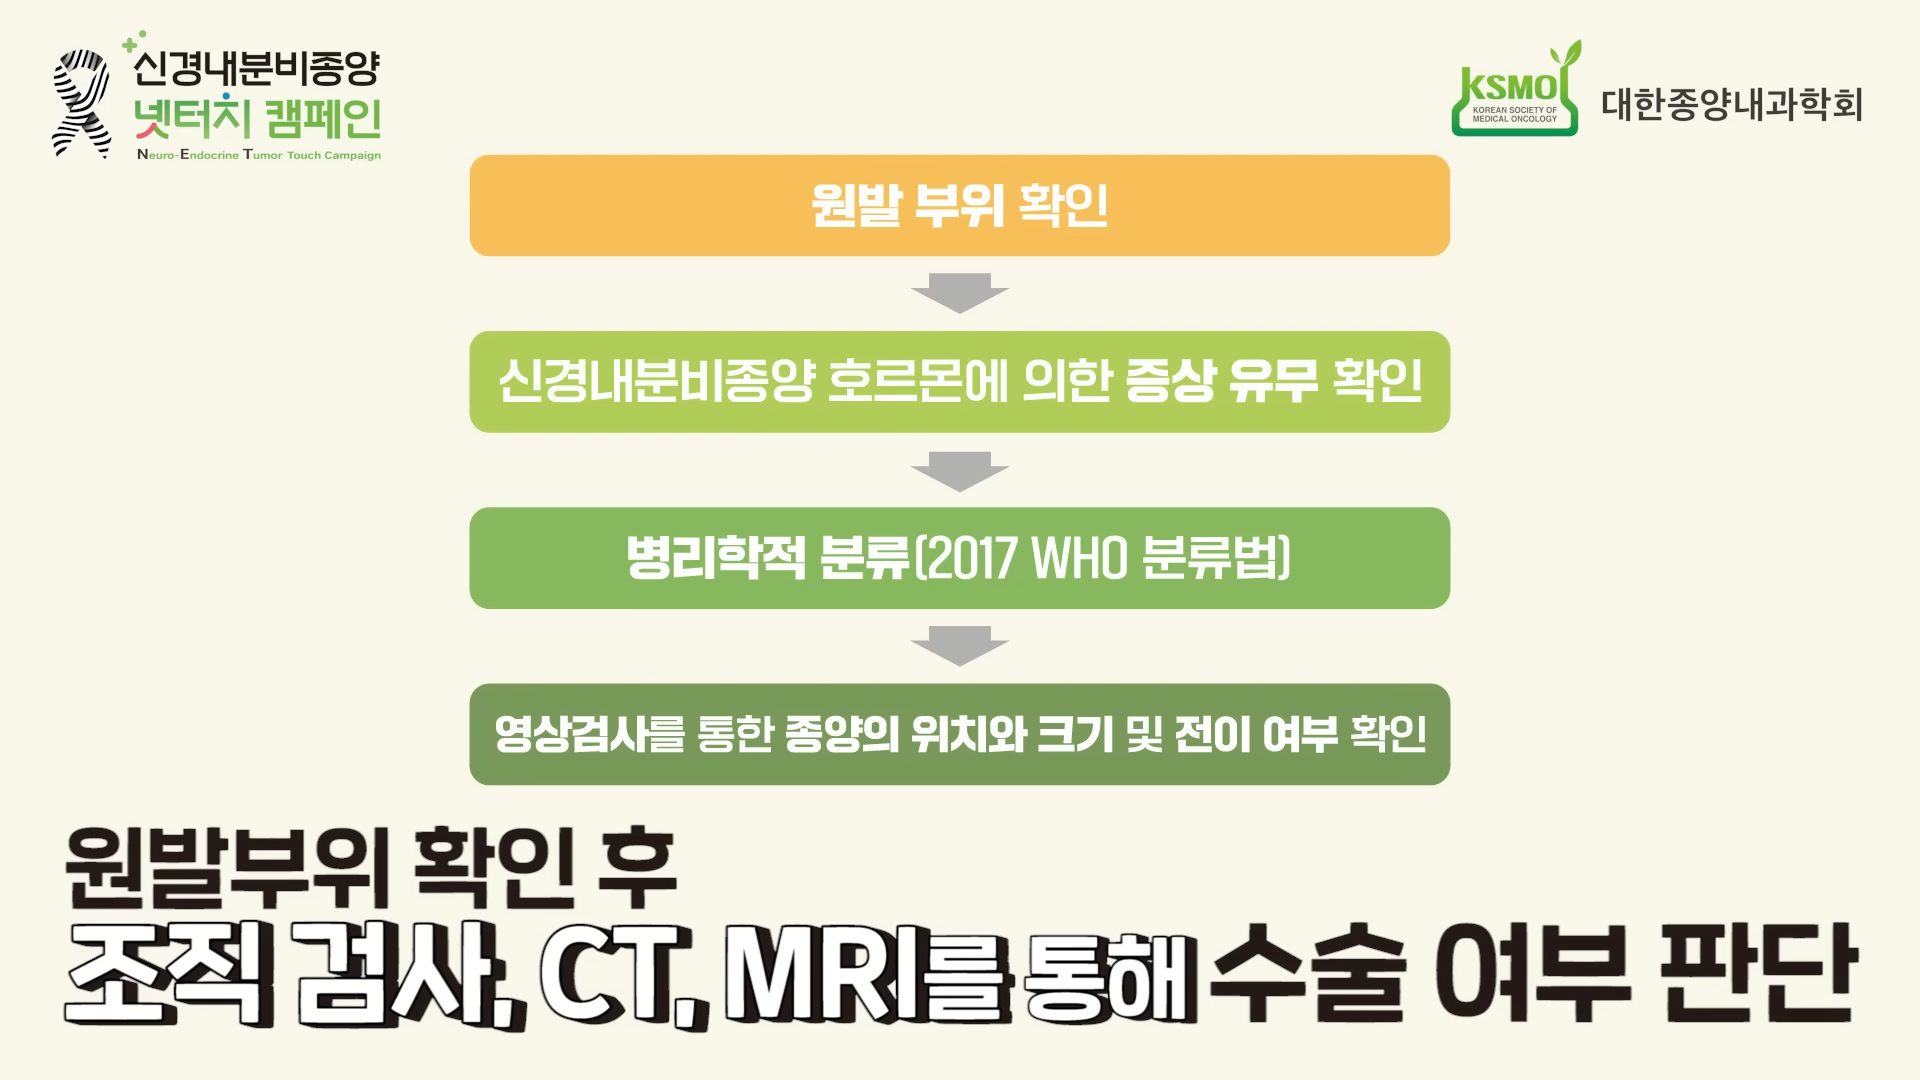 신경내분비종양
넷터치 캠페인
Neuro-Endocrine Tumor Touch Campaign
KSMO
KOREAN SOCIETY OF
MEDICAL ONCOLOGY
대한종양내과학회
원발 부위 확인
신경내분비종양 호르몬에 의한 증상 유무 확인
병리학적 분류(2017 WHO 분류법)
영상검사를 통한 종양의 위치와 크기 및 전이 여부 확인
원발부위 확인 후
조직 검사, CT, MRI를 통해 수술 여부 판단